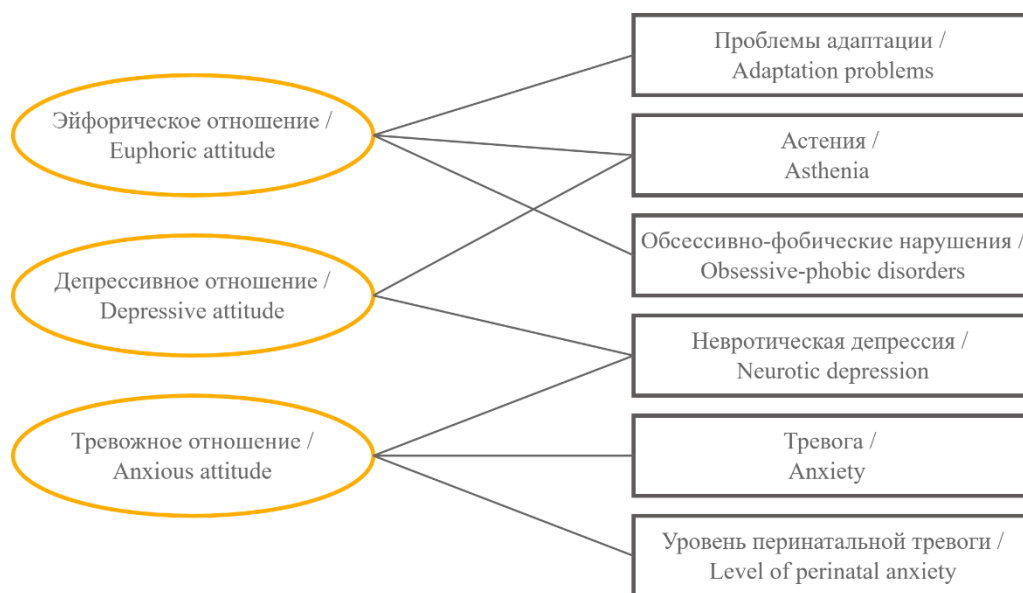 Эйфорическое отношение /
Euphoric attitude
Депрессивное отношение /
Depressive attitude
Тревожное отношение /
Anxious attitude
Проблемы адаптации /
Adaptation problems
Астения /
Asthenia
Обсессивно-фобические нарушения /
Obsessive-phobic disorders
Невротическая депрессия /
Neurotic depression
Тревога /
Anxiety
Уровень перинатальной тревоги /
Level of perinatal anxiety